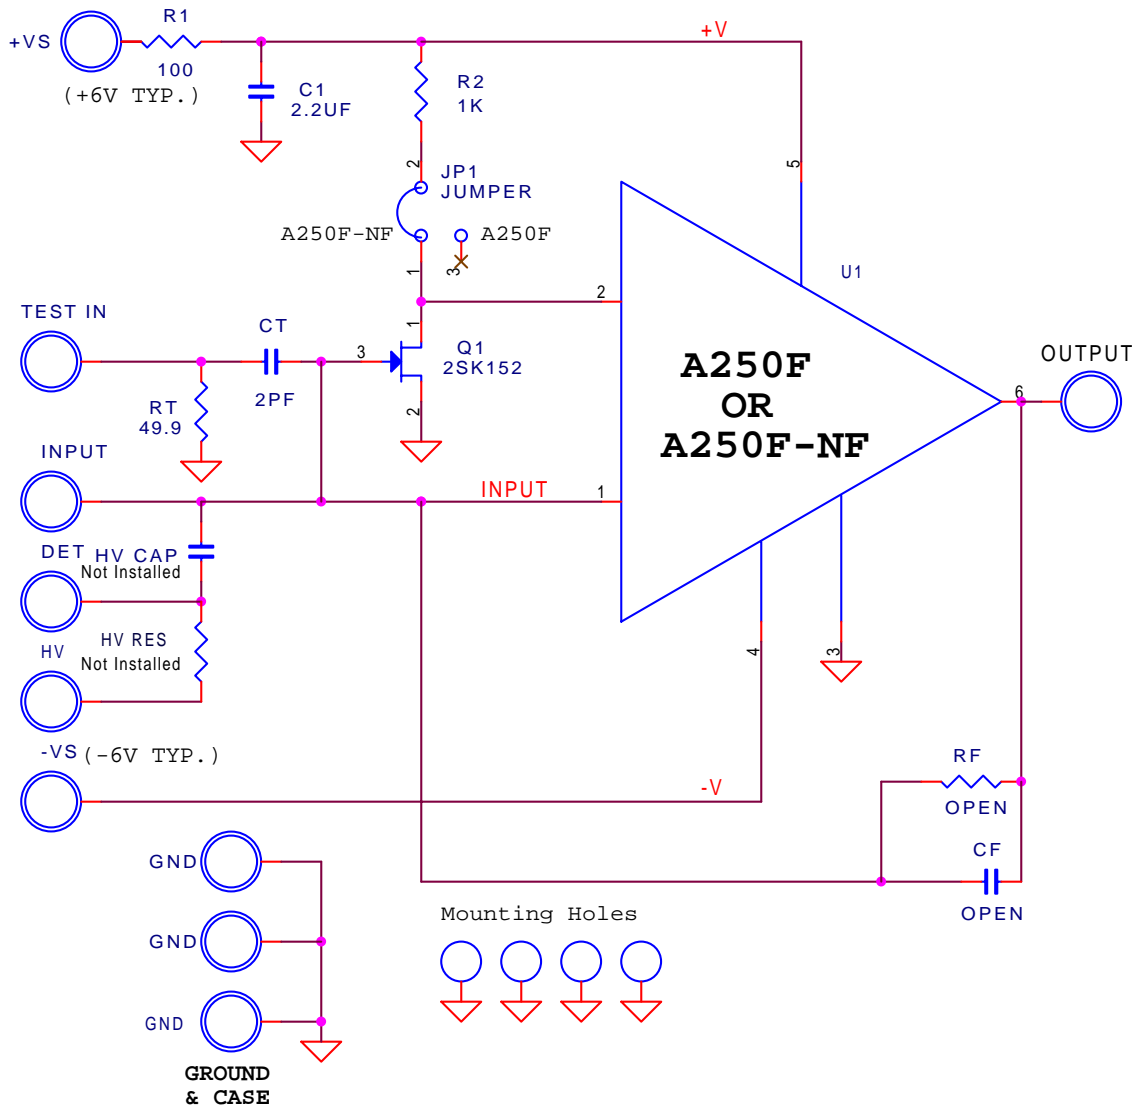 R1
+VS
+V
100
(+6V TYP.)
C1
2.2UF
R2
1K
2
JP1
JUMPER
5
A250F-NF
A250F
1
3
U1
2
TEST IN
CT
1
3
Q1
2SK152
2PF
A250F
OR
A250F-NF
OUTPUT
6
RT
49.9
2
INPUT
INPUT
1
DET
HV CAP
Not Installed
HV RES
Not Installed
HV
4
3
-VS (-6V TYP.)
-V
RF
OPEN
CF
OPEN
GND
GND
GND
Mounting Holes
GROUND
& CASE